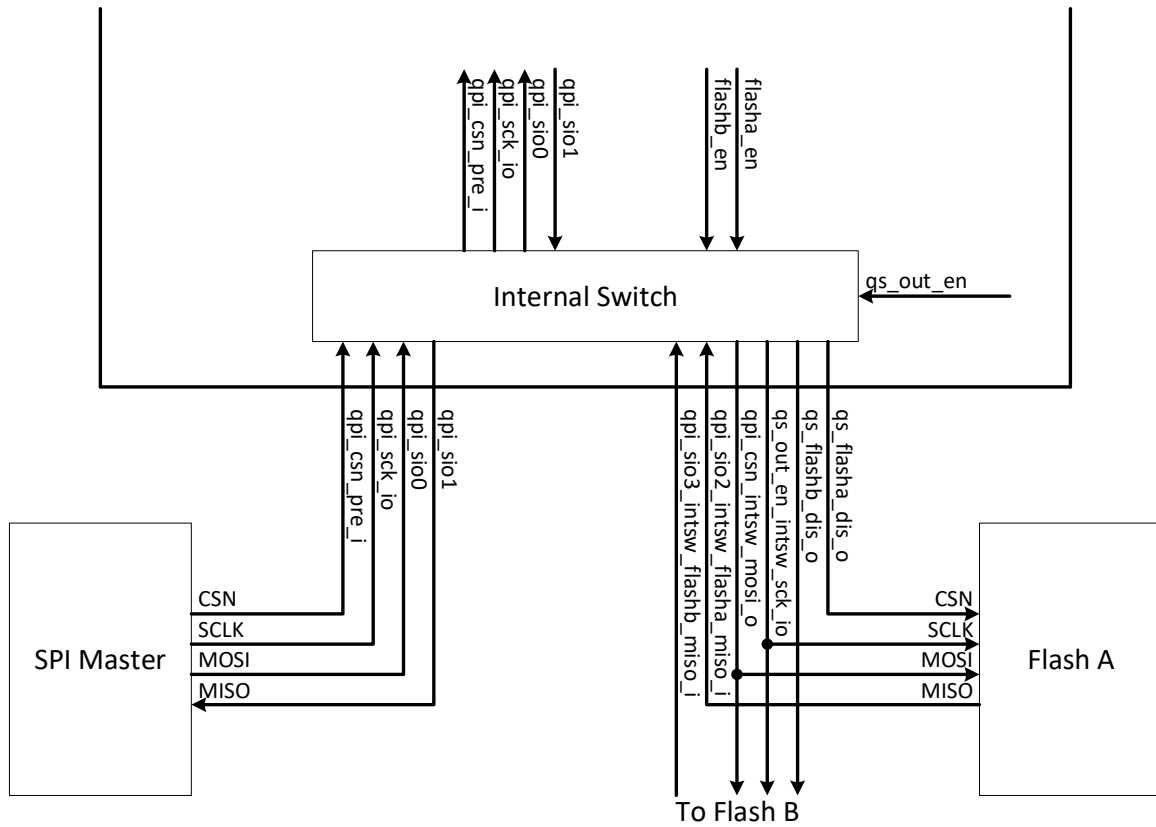 qpi_csn_pre_i
qpi_sck_io
qpi_sio0
qpi_sio1
flashb_en
flasha_en
Internal Switch
qs_out_en
qpi_csn_pre_i
qpi_sck_io
qpi_sio0
qpi_sio1
qpi_sio3_intsw_flashb_miso_i
qpi_sio2_intsw_flasha_miso_i
qpi_csn_intsw_mosi_o
qs_out_en_intsw_sck_io
qs_flashb_dis_o
qs_flasha_dis_o
SPI Master
CSN
SCLK
MOSI
MISO
CSN
SCLK
MOSI
MISO
Flash A
To Flash B